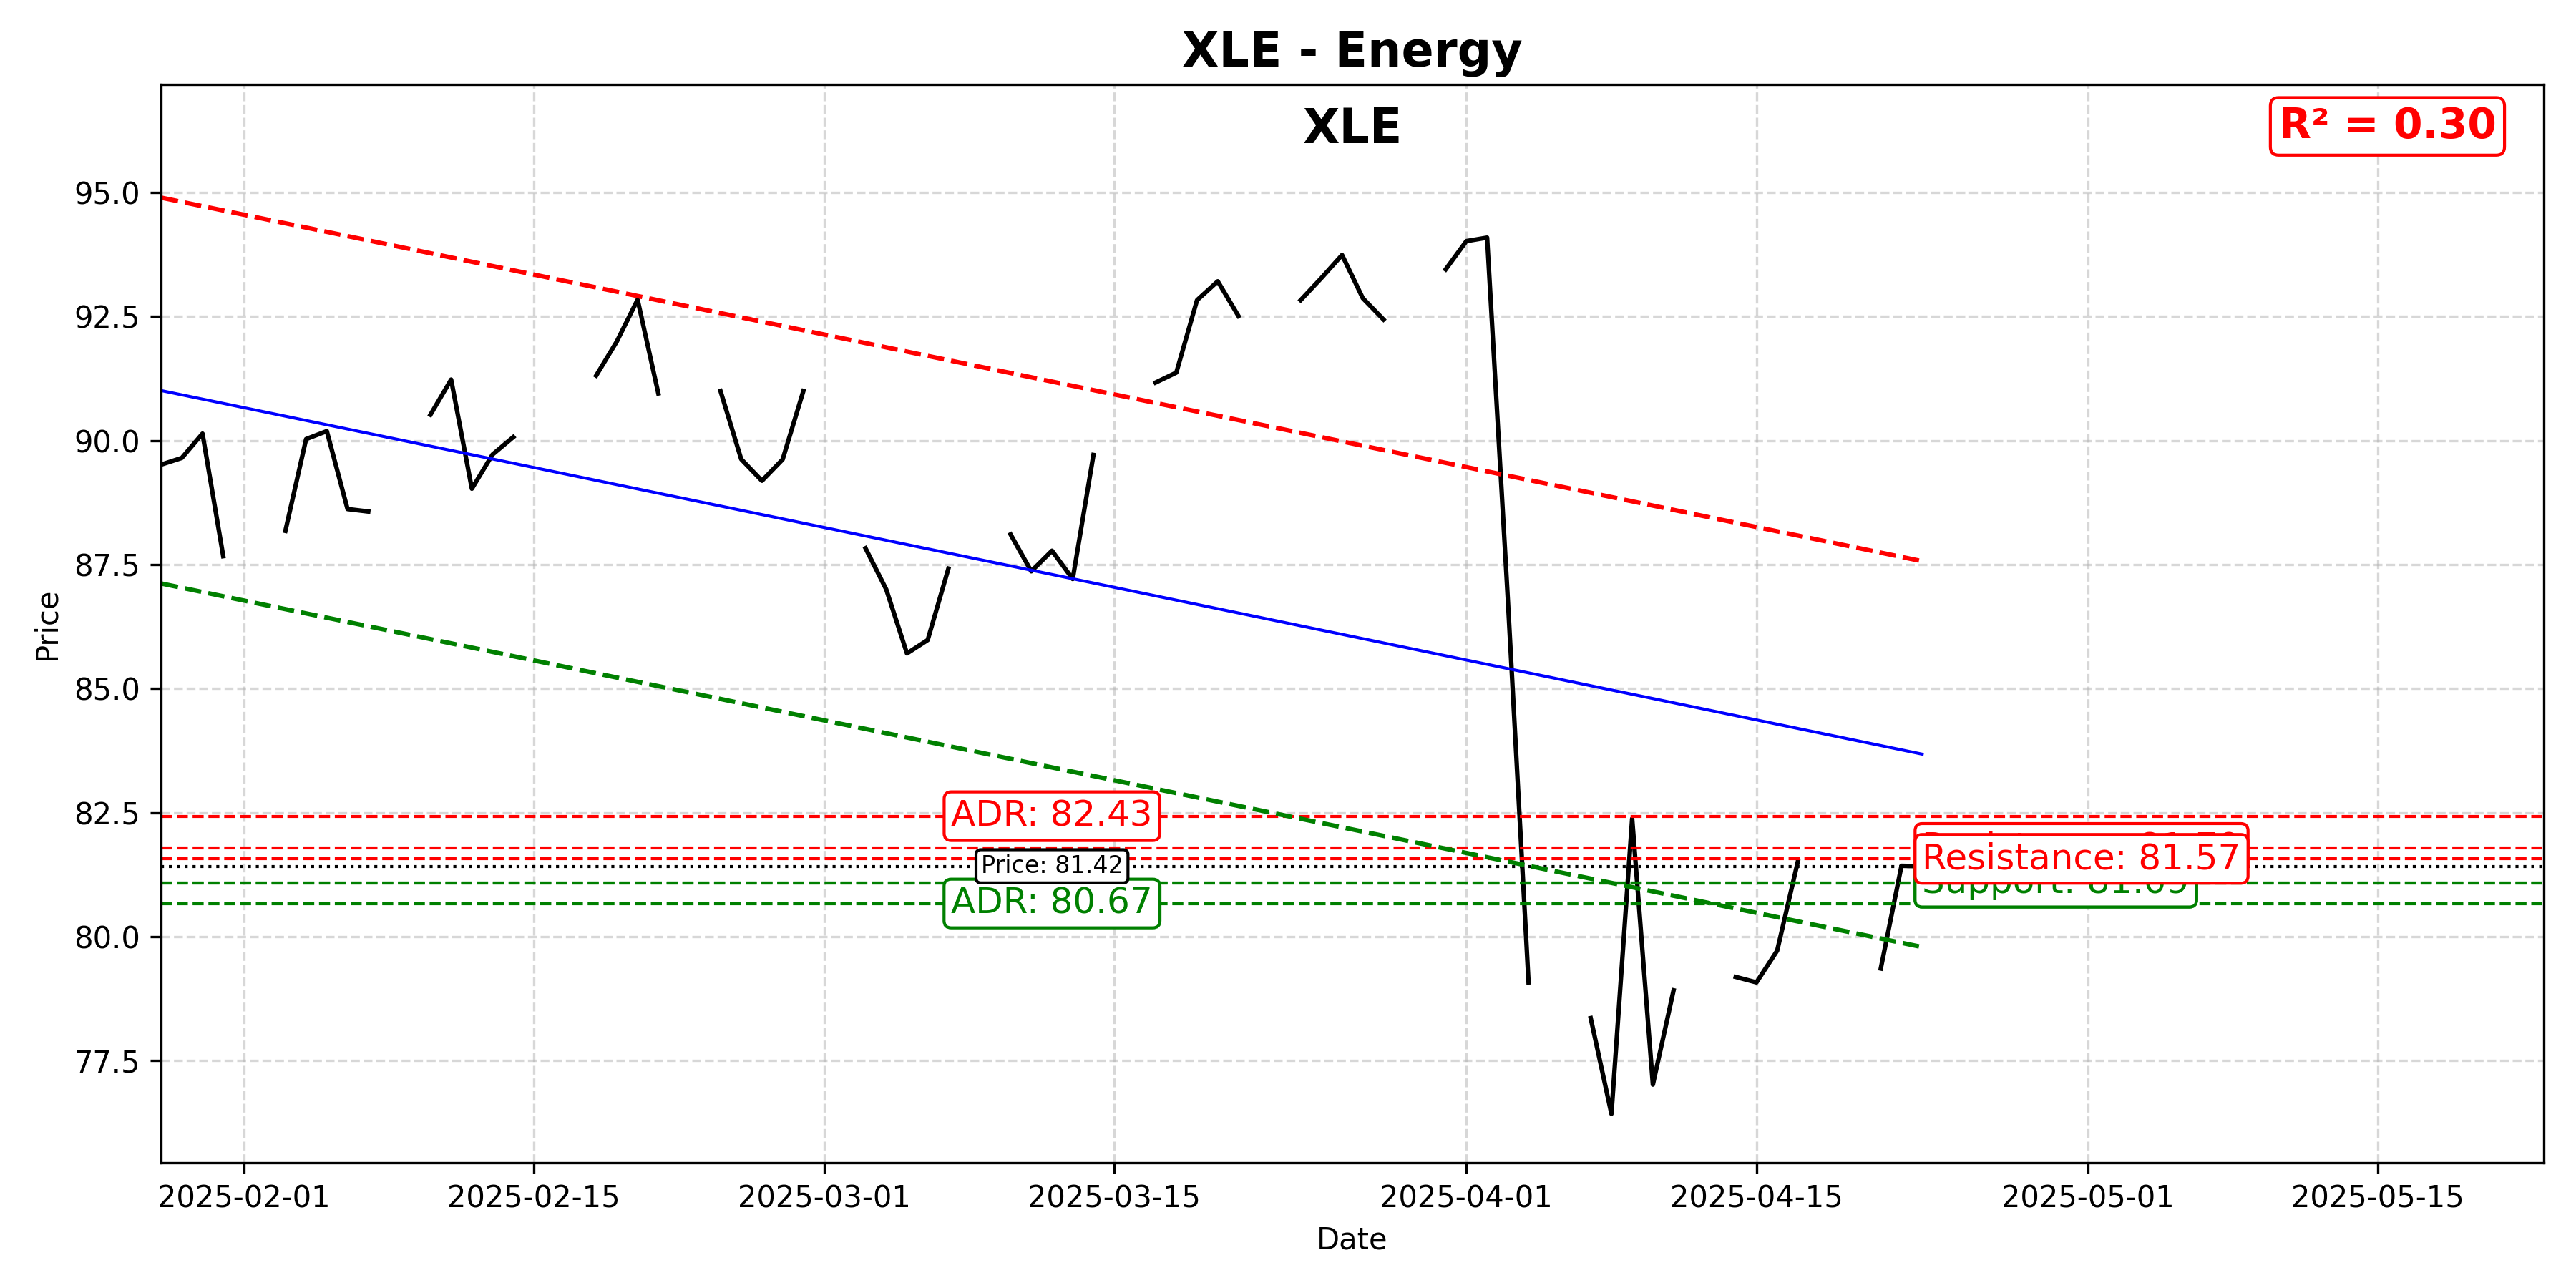 XLE - Energy
XLE
R² = 0.30
95.0
92.5
90.0
87.5
85.0
82.5
80.0
77.5
Price
ADR: 82.43
Price: 81.42
ADR: 80.67
Resistance: 81.57
Support: 81.09
2025-02-01
2025-02-15
2025-03-01
2025-03-15
2025-04-01
2025-04-15
2025-05-01
2025-05-15
Date